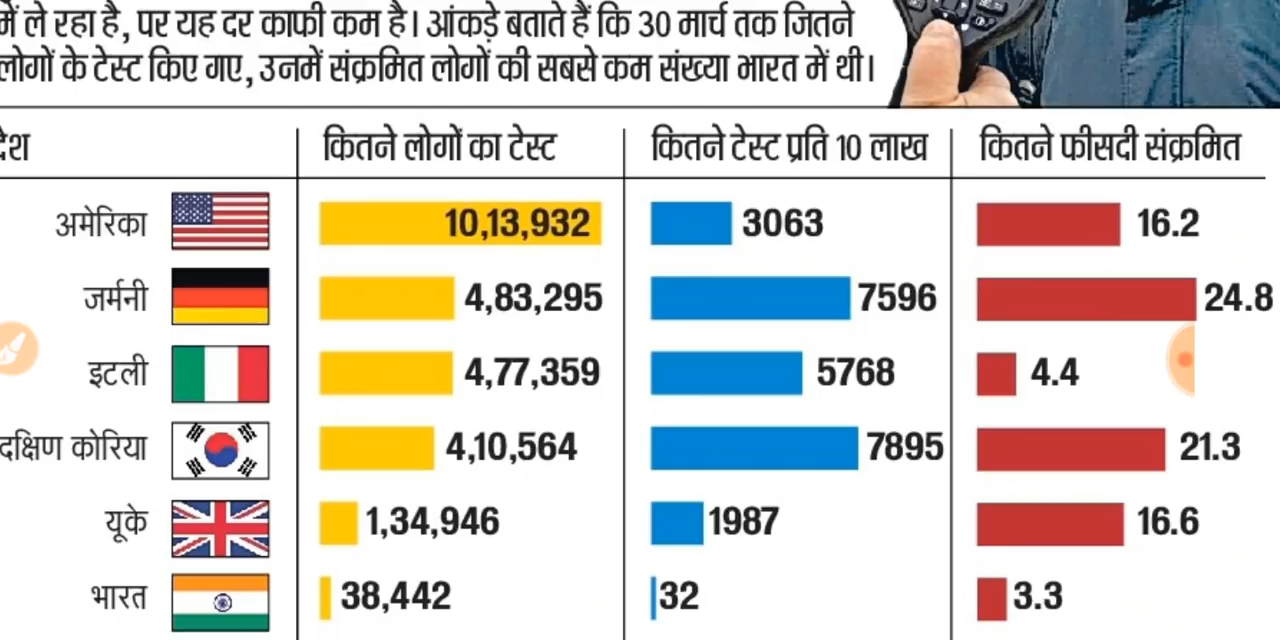 में ले रहा है, पर यह दर काफी कम है। आंकड़े बताते हैं कि 30 मार्च तक जितने
लोगों के टेस्ट किए गए, उनमें संक्रमित लोगों की सबसे कम संख्या भारत में थी।
देश कितने लोगों का टेस्ट कितने टेस्ट प्रति 10 लाख कितने फीसदी संक्रमित
अमेरिका 10,13,932 3063 16.2
जर्मनी 4,83,295 7596 24.8
इटली 4,77,359 5768 4.4
दक्षिण कोरिया 4,10,564 7895 21.3
यूके 1,34,946 1987 16.6
भारत 38,442 32 3.3